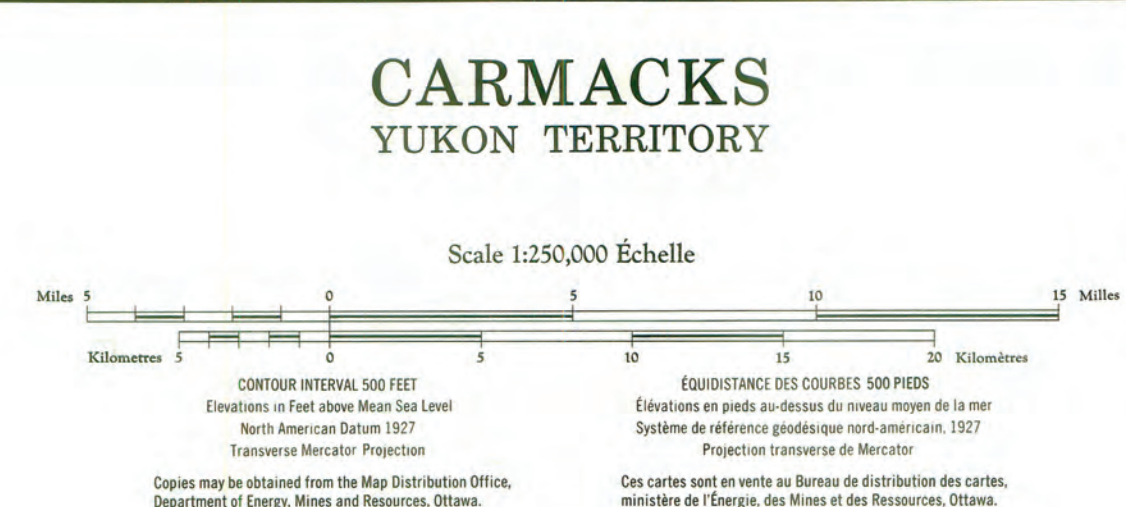 CARMACKS
YUKON TERRITORY
Scale 1:250,000 Échelle
Miles 5 0 5 10 15 Milles
Kilometres 5 0 5 10 15 20 Kilomètres
CONTOUR INTERVAL 500 FEET
Elevations in Feet above Mean Sea Level
North American Datum 1927
Transverse Mercator Projection
Copies may be obtained from the Map Distribution Office,
Department of Energy, Mines and Resources, Ottawa.
ÉQUIDISTANCE DES COURBES 500 PIEDS
Élévations en pieds au-dessus du niveau moyen de la mer
Système de référence géodésique nord-américain, 1927
Projection transverse de Mercator
Ces cartes sont en vente au Bureau de distribution des cartes,
ministère de l'Énergie, des Mines et des Ressources, Ottawa.